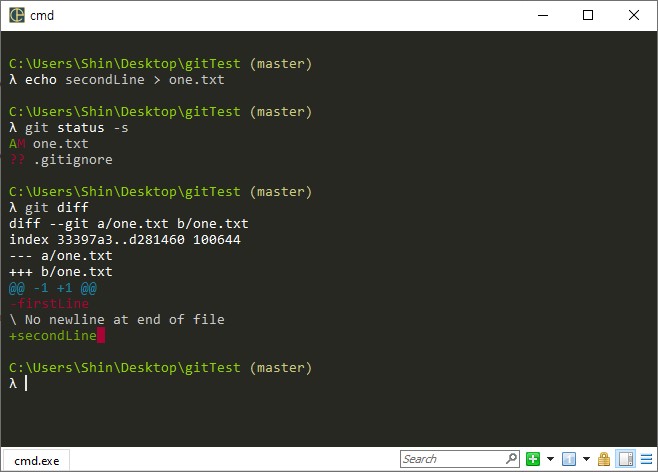 cmd
C:\Users\Shin\Desktop\gitTest (master)
λ echo secondLine > one.txt
C:\Users\Shin\Desktop\gitTest (master)
λ git status -s
AM one.txt
?? .gitignore
C:\Users\Shin\Desktop\gitTest (master)
λ git diff
diff --git a/one.txt b/one.txt
index 33397a3..d281460 100644
--- a/one.txt
+++ b/one.txt
@@ -1 +1 @@
-firstLine
\ No newline at end of file
+secondLine
C:\Users\Shin\Desktop\gitTest (master)
λ
cmd.exe
Search